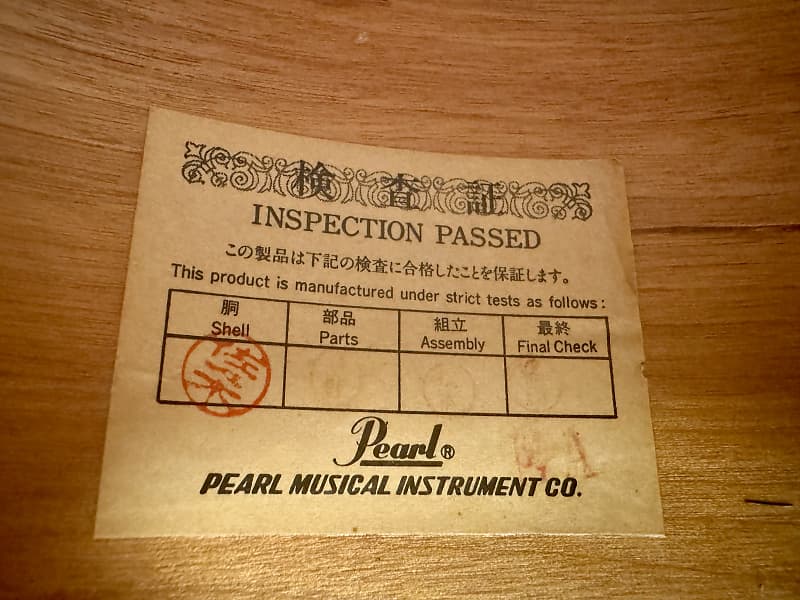 検査証
INSPECTION PASSED
この製品は下記の検査に合格したことを保証します。
This product is manufactured under strict tests as follows:
胴 部品 組立 最終
Shell Parts Assembly Final Check
Pearl®
PEARL MUSICAL INSTRUMENT CO.